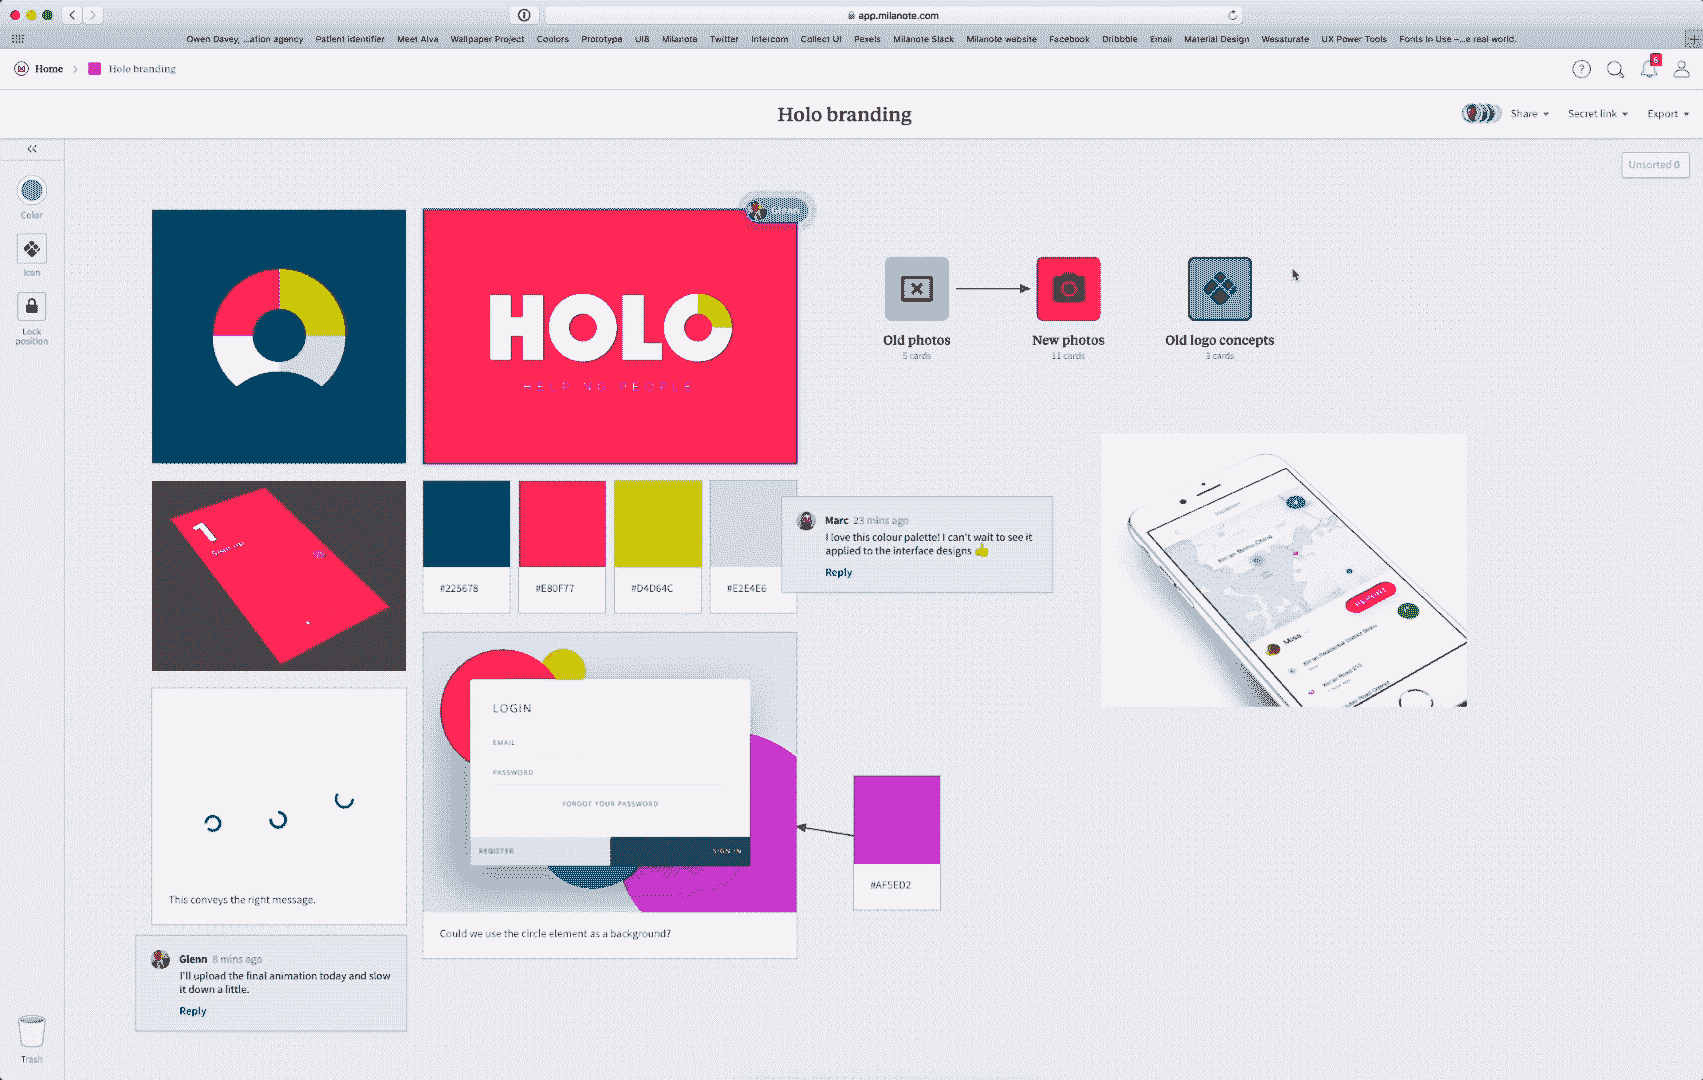 app.milanote.com
Owen Davey, ...ation agency Patient identifier Meet Alva Wallpaper Project Coolors Prototype UI8 Milanote Twitter Intercom Collect UI Pexels Milanote Slack Milanote website Facebook Dribbble Email Material Design Wesaturate UX Power Tools Fonts In Use –...e real world.
Home Holo branding
6
Holo branding
Share Secret link Export
Unsorted 0
Color
Icon
Lock
position
Trash
Glenn
HOLO
HELPING PEOPLE
Old photos
5 cards
New photos
11 cards
Old logo concepts
3 cards
1
#225678
#E80F77
#D4D64C
#E2E4E6
Marc 23 mins ago
I love this colour palette! I can't wait to see it
applied to the interface designs 👍
Reply
REPORT
LOGIN
EMAIL
PASSWORD
FORGOT YOUR PASSWORD
REGISTER
SIGN IN
Could we use the circle element as a background?
#AF5ED2
This conveys the right message.
Glenn 8 mins ago
I'll upload the final animation today and slow
it down a little.
Reply